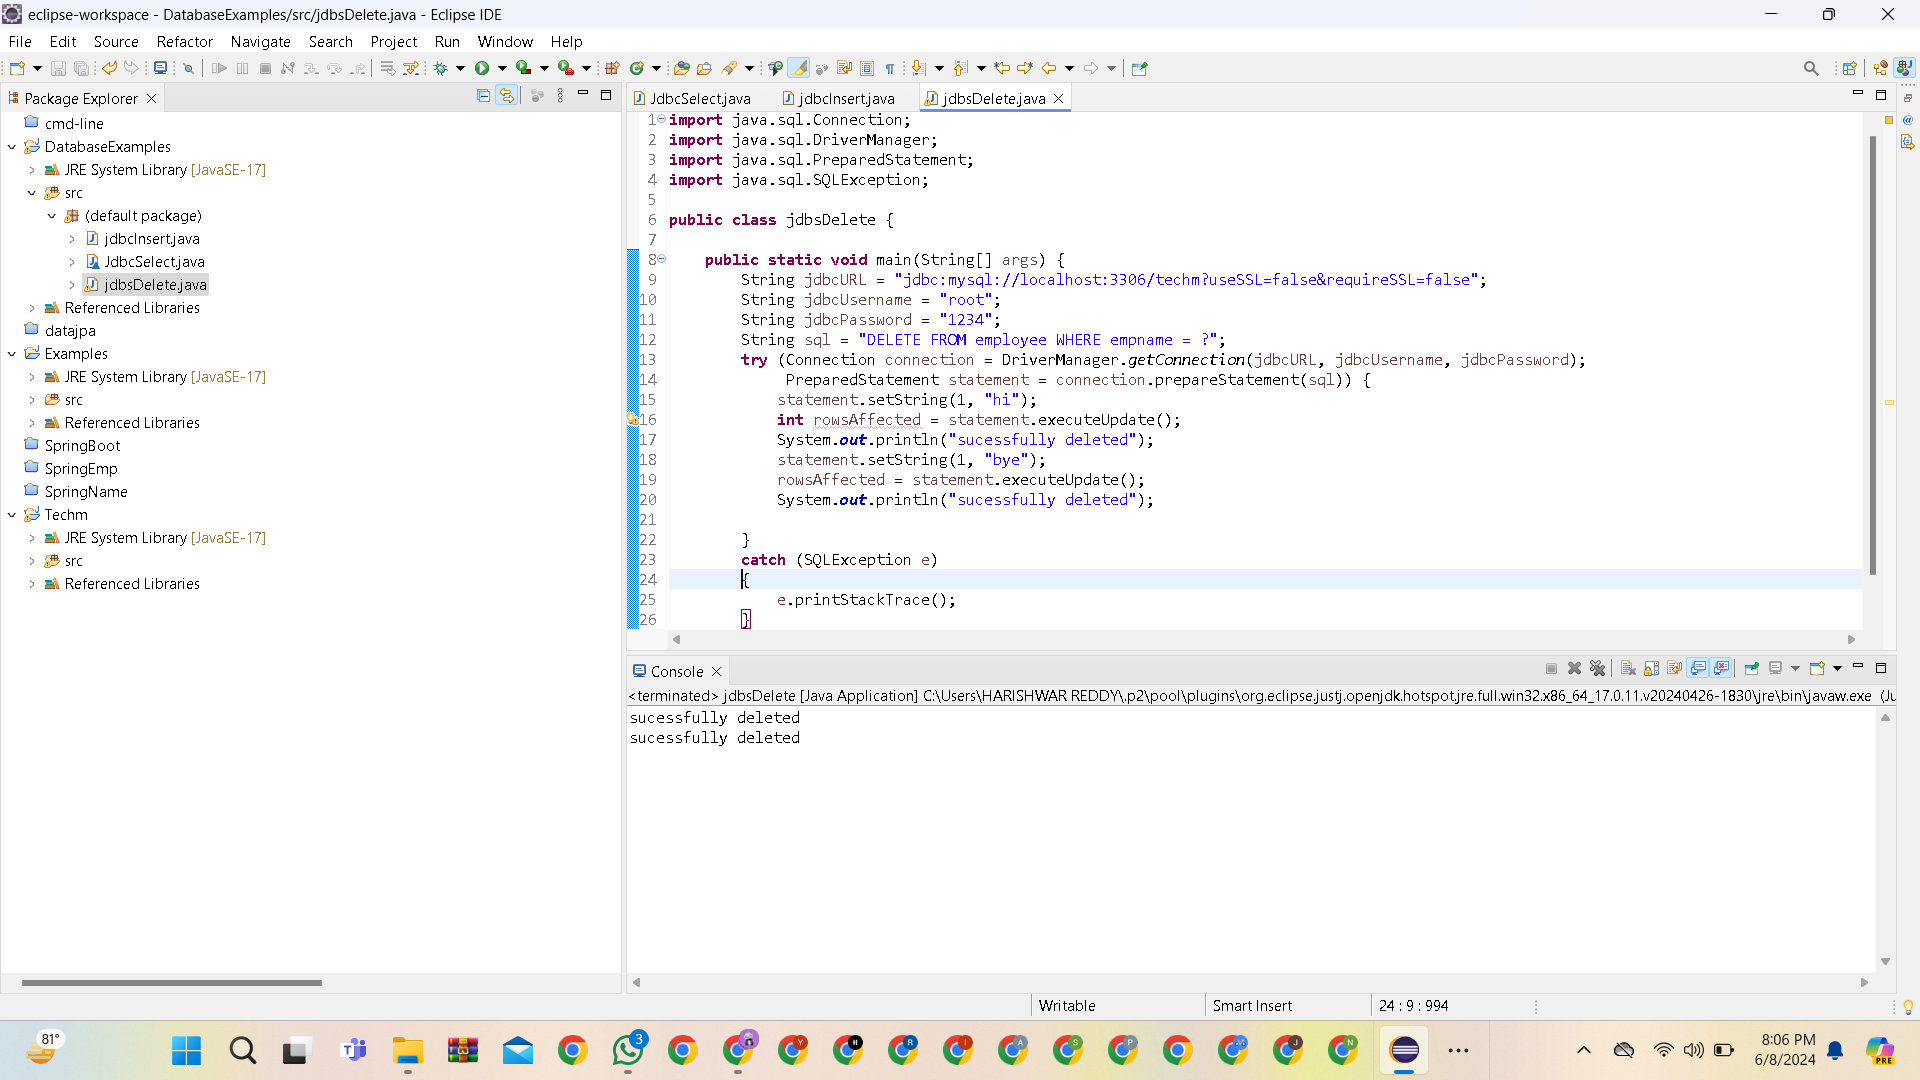 eclipse-workspace - DatabaseExamples/src/jdbsDelete.java - Eclipse IDE
File Edit Source Refactor Navigate Search Project Run Window Help
Package Explorer
cmd-line
DatabaseExamples
JRE System Library [JavaSE-17]
src
(default package)
jdbcInsert.java
JdbcSelect.java
jdbsDelete.java
Referenced Libraries
datajpa
Examples
JRE System Library [JavaSE-17]
src
Referenced Libraries
SpringBoot
SpringEmp
SpringName
Techm
JRE System Library [JavaSE-17]
src
Referenced Libraries
JdbcSelect.java jdbcInsert.java jdbsDelete.java
1 import java.sql.Connection;
2 import java.sql.DriverManager;
3 import java.sql.PreparedStatement;
4 import java.sql.SQLException;
5
6 public class jdbsDelete {
7
8 public static void main(String[] args) {
9 String jdbcURL = "jdbc:mysql://localhost:3306/techm?useSSL=false&requireSSL=false";
10 String jdbcUsername = "root";
11 String jdbcPassword = "1234";
12 String sql = "DELETE FROM employee WHERE empname = ?";
13 try (Connection connection = DriverManager.getConnection(jdbcURL, jdbcUsername, jdbcPassword);
14 PreparedStatement statement = connection.prepareStatement(sql)) {
15 statement.setString(1, "hi");
16 int rowsAffected = statement.executeUpdate();
17 System.out.println("sucessfully deleted");
18 statement.setString(1, "bye");
19 rowsAffected = statement.executeUpdate();
20 System.out.println("sucessfully deleted");
21
22 }
23 catch (SQLException e)
24 {
25 e.printStackTrace();
26 }
Console
<terminated> jdbsDelete [Java Application] C:\Users\HARISHWAR REDDY\.p2\pool\plugins\org.eclipse.justj.openjdk.hotspot.jre.full.win32.x86_64_17.0.11.v20240426-1830\jre\bin\javaw.exe (Ju
sucessfully deleted
sucessfully deleted
Writable Smart Insert 24 : 9 : 994
81°
3
8:06 PM
6/8/2024
PRE